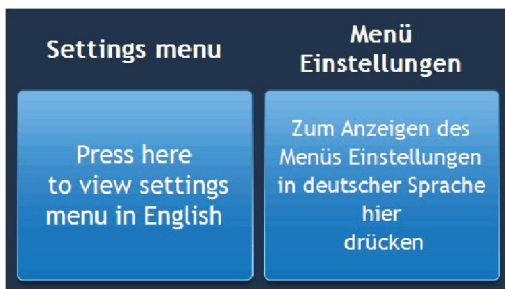 Settings menu
Press here
to view settings
menu in English
Menü
Einstellungen
Zum Anzeigen des
Menüs Einstellungen
in deutscher Sprache
hier
drücken